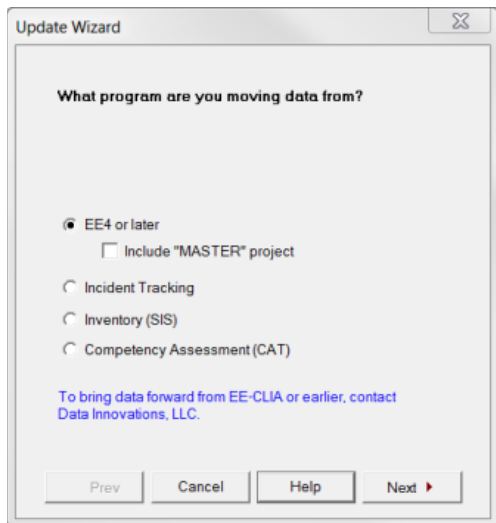 Update Wizard
What program are you moving data from?
EE4 or later
Include "MASTER" project
Incident Tracking
Inventory (SIS)
Competency Assessment (CAT)
To bring data forward from EE-CLIA or earlier, contact
Data Innovations, LLC.
Prev Cancel Help Next